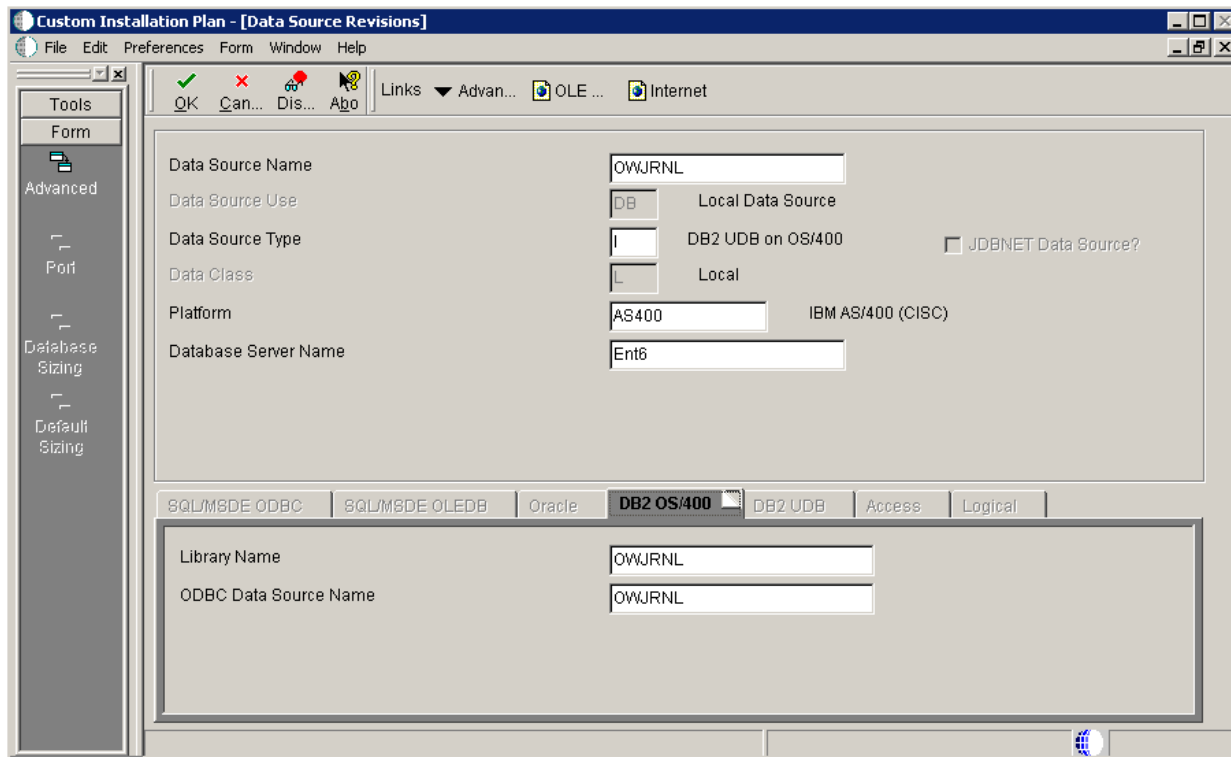 Custom Installation Plan - [Data Source Revisions]
File Edit Preferences Form Window Help
Tools
Form
Advanced
Port
Database
Sizing
Default
Sizing
OK Can... Dis... Abo Links Advan... OLE ... Internet
Data Source Name OWJRNL
Data Source Use DB Local Data Source
Data Source Type I DB2 UDB on OS/400 JDBNET Data Source?
Data Class L Local
Platform AS400 IBM AS/400 (CISC)
Database Server Name Ent6
SQL/MSDE ODBC SQL/MSDE OLEDB Oracle DB2 OS/400 DB2 UDB Access Logical
Library Name OWJRNL
ODBC Data Source Name OWJRNL